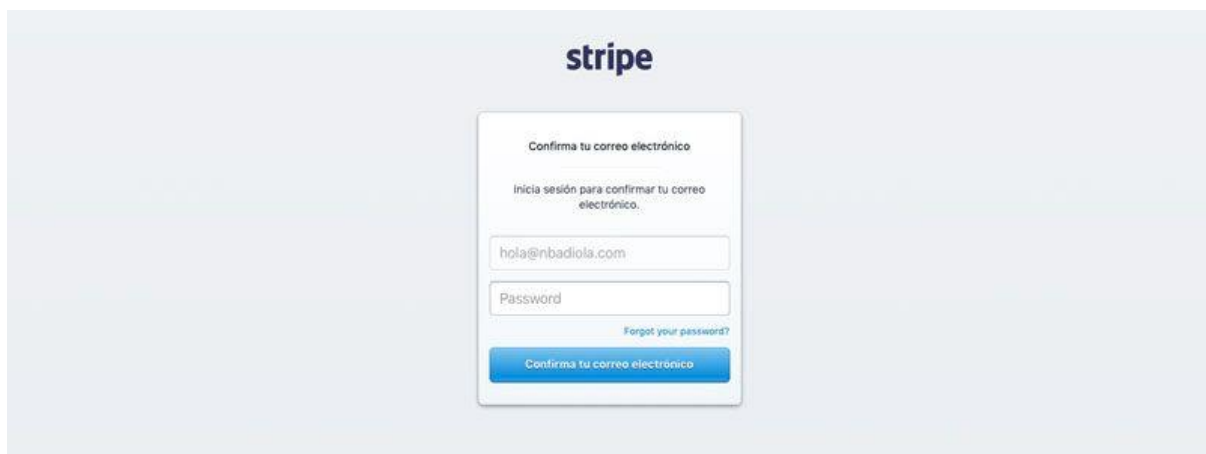 stripe
Confirma tu correo electrónico
Inicia sesión para confirmar tu correo
electrónico.
hola@nbadiola.com
Password
Forgot your password?
Confirma tu correo electrónico